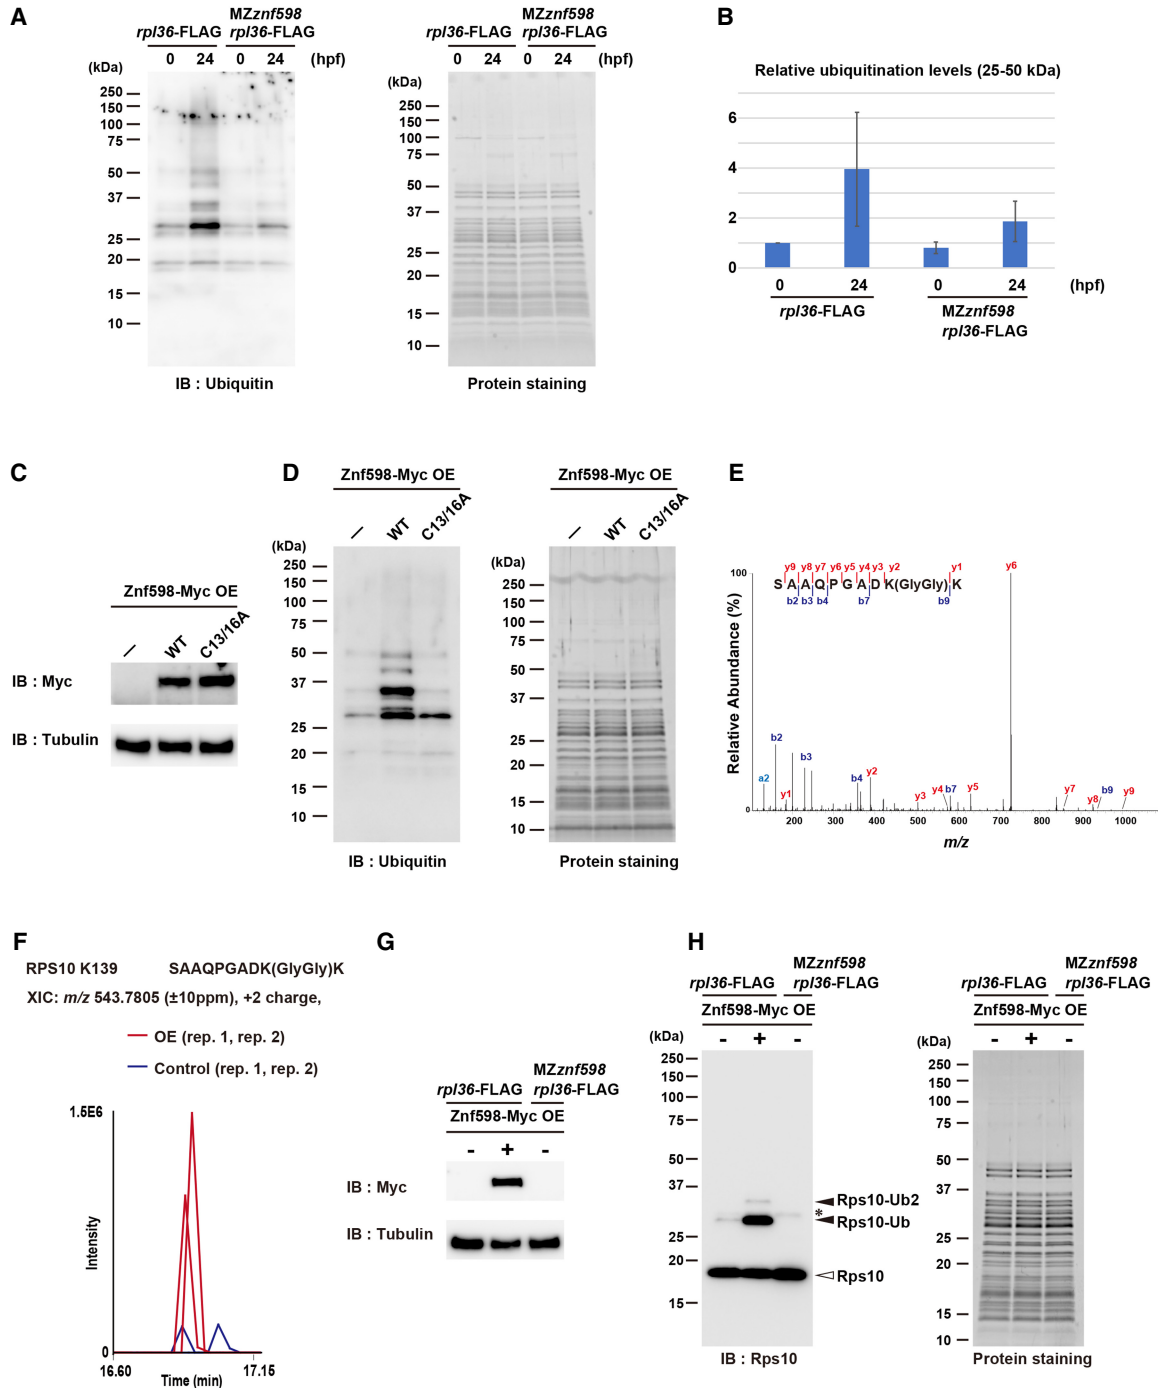 A
rpl36-FLAG
MZznf598
rpl36-FLAG
0 24 0 24 (hpf)
(kDa)
250
150
100
75
50
37
25
20
15
10
IB : Ubiquitin
rpl36-FLAG
MZznf598
rpl36-FLAG
0 24 0 24 (hpf)
(kDa)
250
150
100
75
50
37
25
20
15
10
Protein staining
B
Relative ubiquitination levels (25-50 kDa)
6
4
2
0
0 24 0 24 (hpf)
rpl36-FLAG
MZznf598
rpl36-FLAG
C
Znf598-Myc OE
– WT C13/16A
IB : Myc
IB : Tubulin
D
Znf598-Myc OE
– WT C13/16A
(kDa)
250
150
100
75
50
37
25
20
15
10
IB : Ubiquitin
Znf598-Myc OE
– WT C13/16A
(kDa)
250
150
100
75
50
37
25
20
15
10
Protein staining
E
y9 y8 y7 y6 y5 y4 y3 y2 y1
S A A Q P G A D K(GlyGly) K
b2 b3 b4 b7 b9
Relative Abundance (%)
100
0
a2 b2 y1 b3 b4 y2 y3 y4 b7 y5 y6 y7 y8 b9 y9
200 300 400 500 600 700 800 900 1000
m/z
F
RPS10 K139 SAAQPGADK(GlyGly)K
XIC: m/z 543.7805 (±10ppm), +2 charge,
OE (rep. 1, rep. 2)
Control (rep. 1, rep. 2)
1.5E6
Intensity
0
16.60 17.15
Time (min)
G
rpl36-FLAG
MZznf598
rpl36-FLAG
Znf598-Myc OE
- + -
IB : Myc
IB : Tubulin
H
rpl36-FLAG
MZznf598
rpl36-FLAG
Znf598-Myc OE
- + -
(kDa)
250
150
100
75
50
37
25
20
15
Rps10-Ub2
*
Rps10-Ub
Rps10
IB : Rps10
rpl36-FLAG
MZznf598
rpl36-FLAG
Znf598-Myc OE
- + -
(kDa)
250
150
100
75
50
37
25
20
15
10
Protein staining